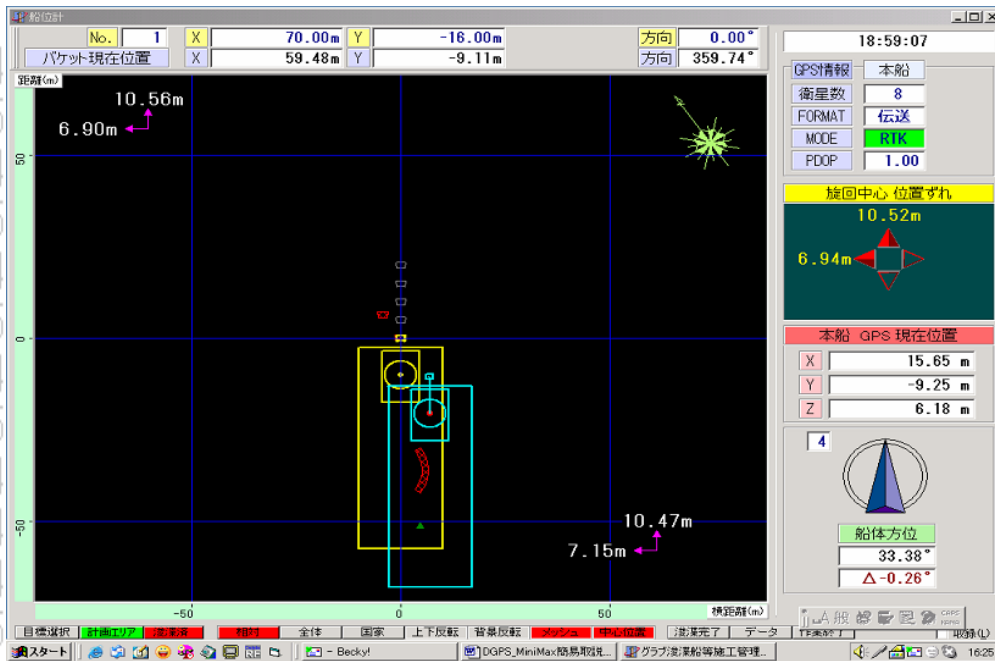 船位計
No. 1 X 70.00m Y -16.00m 方向 0.00°
バケット現在位置 X 59.48m Y -9.11m 方向 359.74°
距離(m)
10.56m
6.90m
50
0
-50
10.47m
7.15m
-50 0 50 横距離(m)
18:59:07
GPS情報 本船
衛星数 8
FORMAT 伝送
MODE RTK
PDOP 1.00
旋回中心 位置ずれ
10.52m
6.94m
本船 GPS 現在位置
X 15.65 m
Y -9.25 m
Z 6.18 m
4
船体方位
33.38°
△-0.26°
目標選択 計画エリア 浚渫済 相対 全体 国家 上下反転 背景反転 メッシュ 中心位置 浚渫完了 データ 作業終了 収録(L)
A 般 CAPS KANA
スタート - Becky! DGPS_MiniMax簡易取説... グラブ浚渫船等施工管理... 16:25